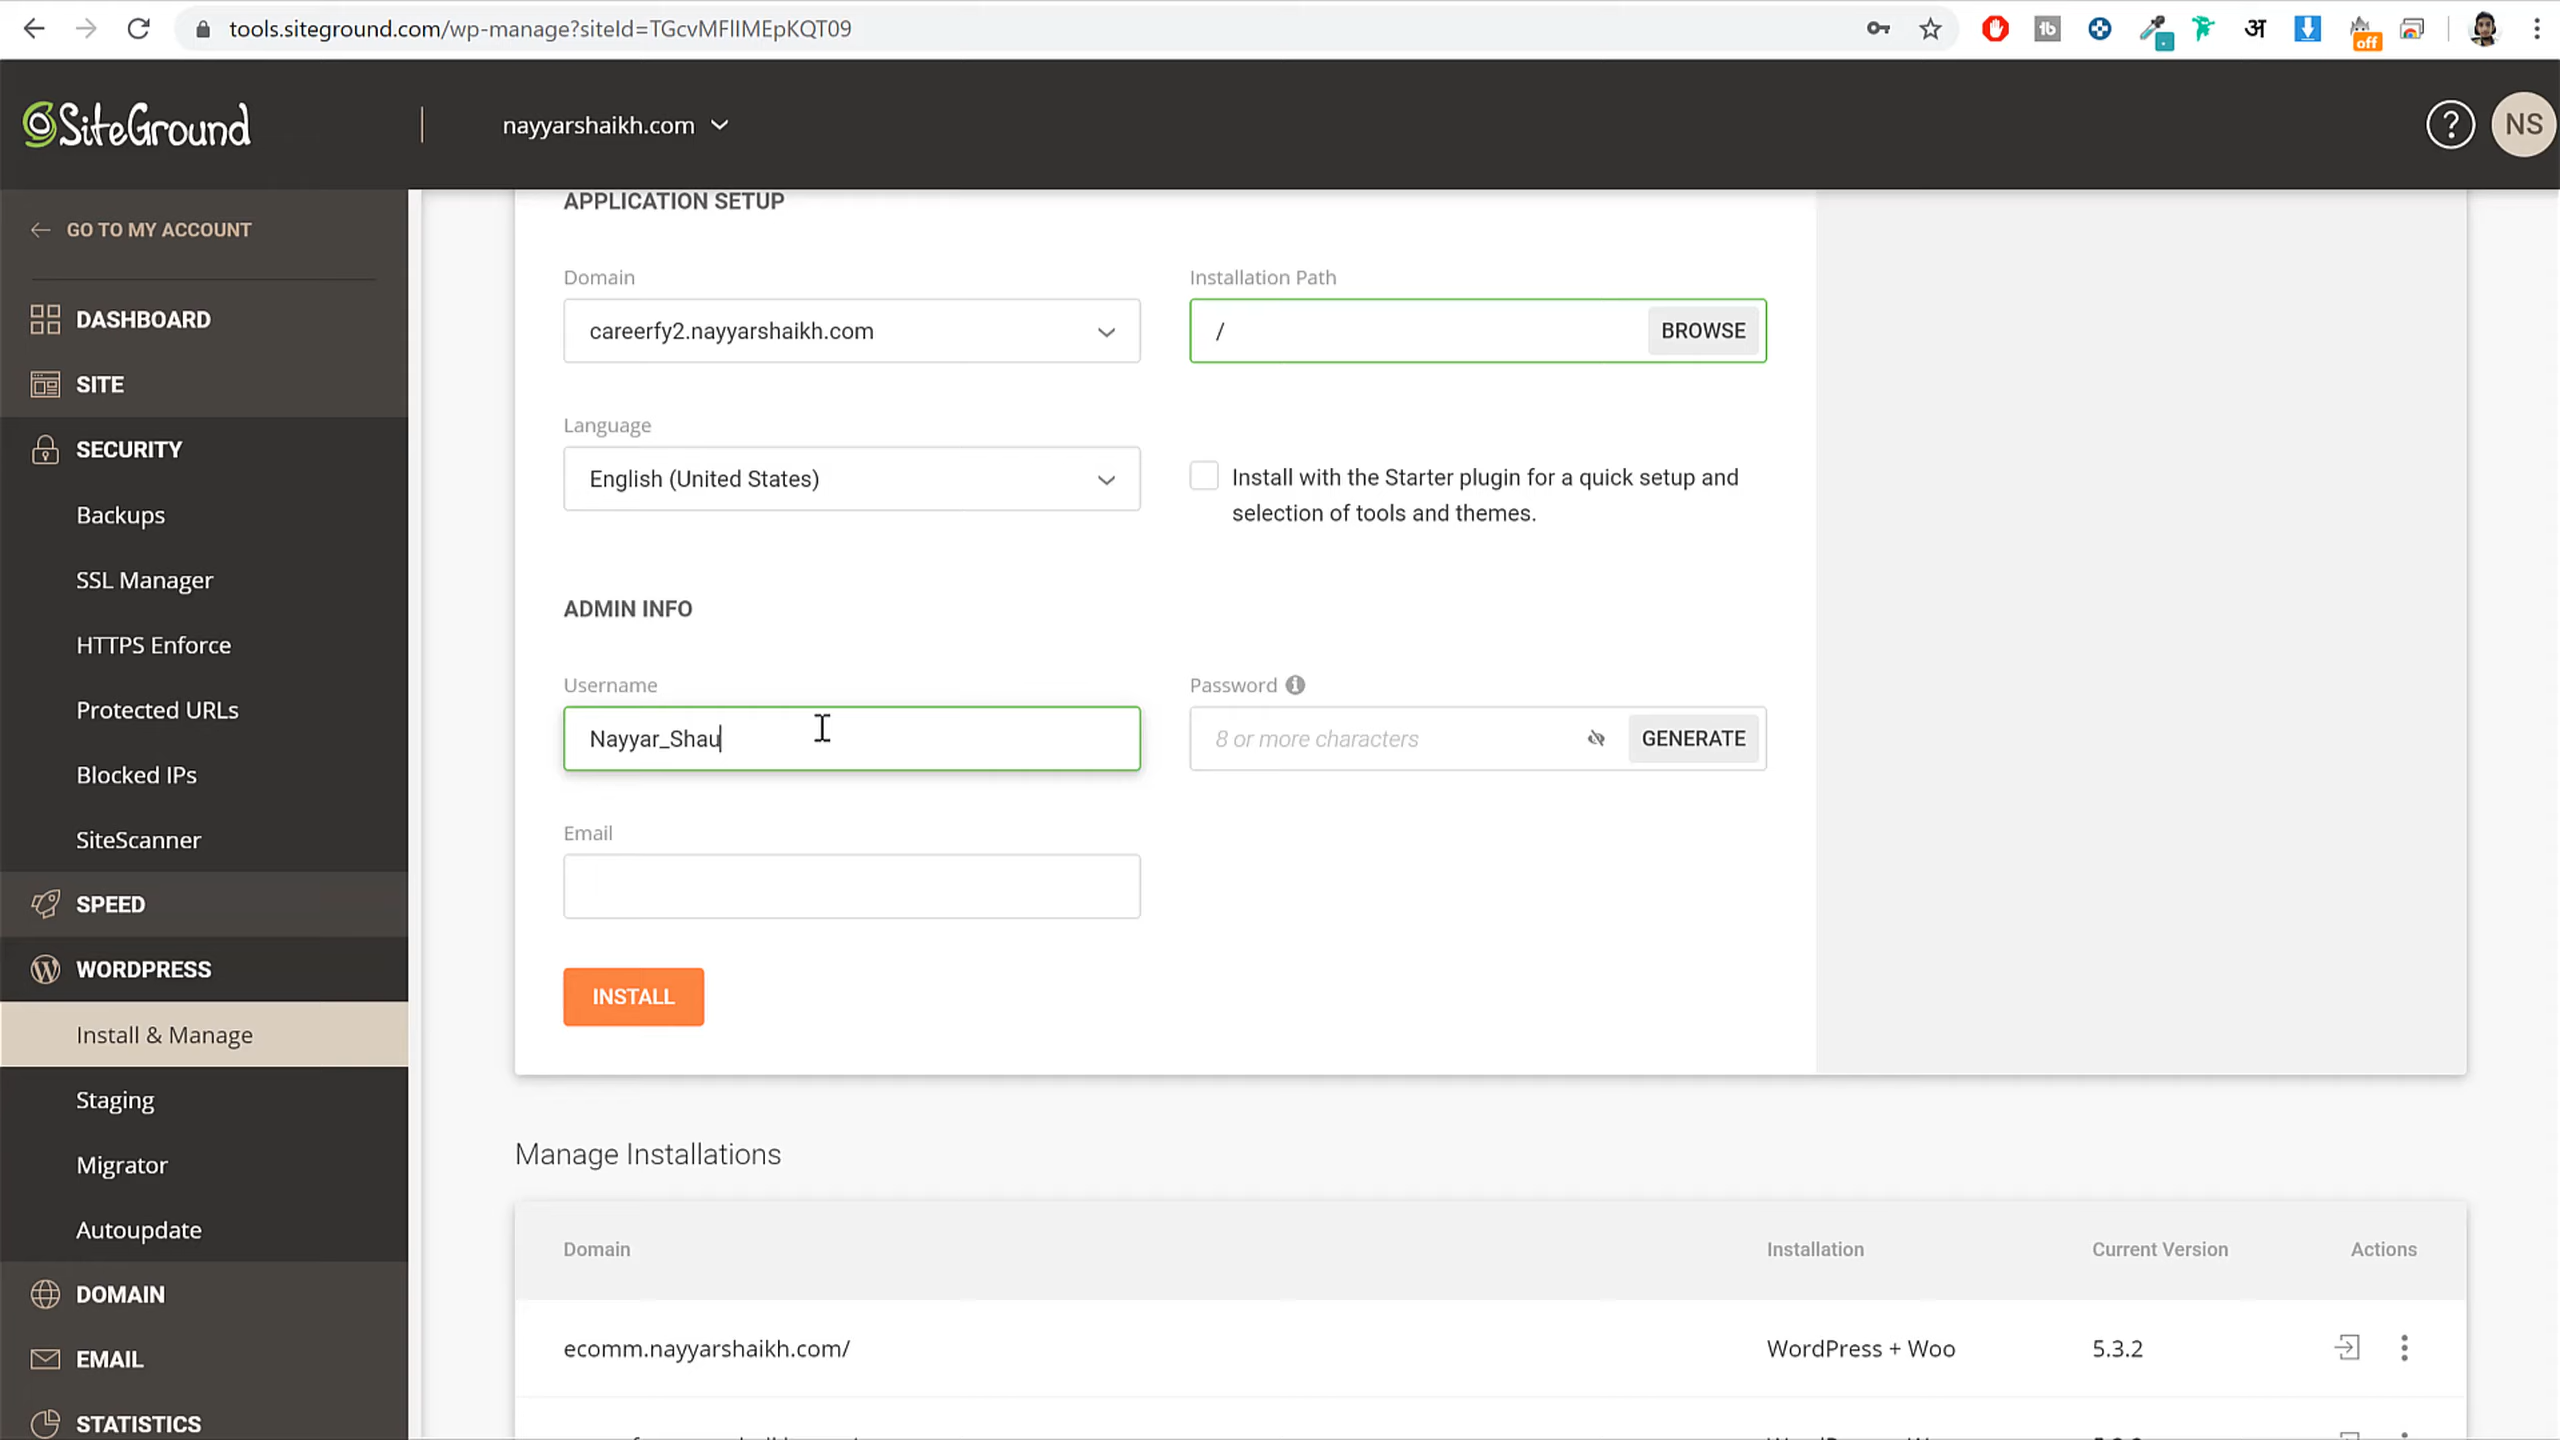 tools.siteground.com/wp-manage?siteId=TGcvMFlIMEpKQT09
off
SiteGround
nayyarshaikh.com
?
NS
GO TO MY ACCOUNT
DASHBOARD
SITE
SECURITY
Backups
SSL Manager
HTTPS Enforce
Protected URLs
Blocked IPs
SiteScanner
SPEED
WORDPRESS
Install & Manage
Staging
Migrator
Autoupdate
DOMAIN
EMAIL
STATISTICS
APPLICATION SETUP
Domain
careerfy2.nayyarshaikh.com
Installation Path
/
BROWSE
Language
English (United States)
Install with the Starter plugin for a quick setup and
selection of tools and themes.
ADMIN INFO
Username
Nayyar_Shau
Password
8 or more characters
GENERATE
Email
INSTALL
Manage Installations
Domain
Installation
Current Version
Actions
ecomm.nayyarshaikh.com/
WordPress + Woo
5.3.2